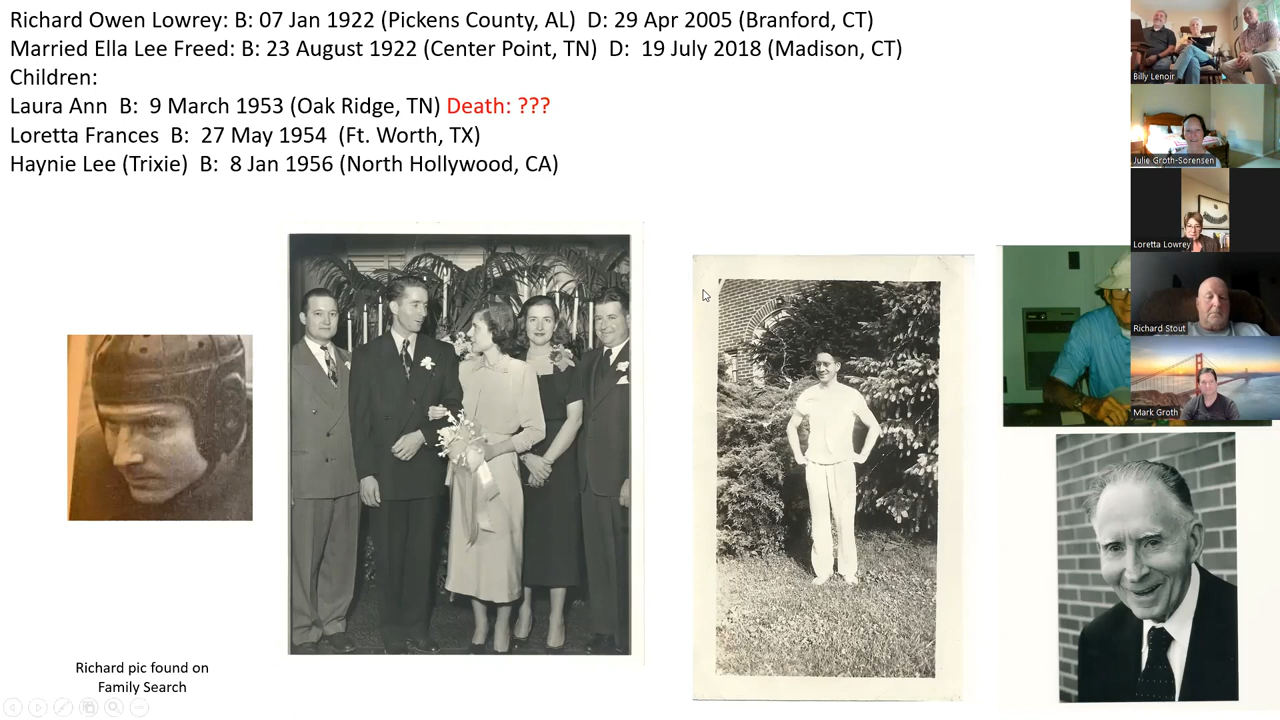 Richard Owen Lowrey: B: 07 Jan 1922 (Pickens County, AL)  D: 29 Apr 2005 (Branford, CT)
Married Ella Lee Freed: B: 23 August 1922 (Center Point, TN)  D:  19 July 2018 (Madison, CT)
Children:
Laura Ann  B:  9 March 1953 (Oak Ridge, TN) Death: ???
Loretta Frances  B:  27 May 1954  (Ft. Worth, TX)
Haynie Lee (Trixie)  B:  8 Jan 1956 (North Hollywood, CA)
Richard pic found on
Family Search
Billy Lenoir
Julie Groth-Sorensen
Loretta Lowrey
Richard Stout
Mark Groth